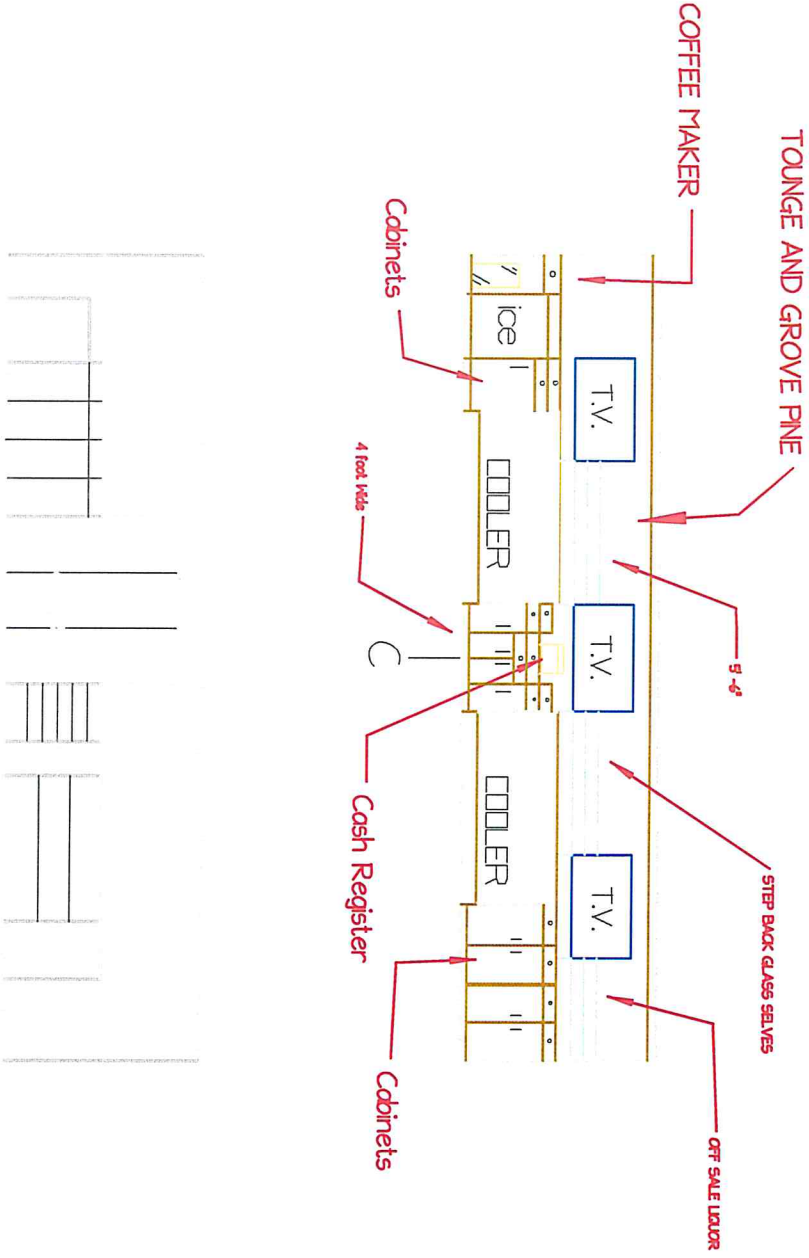 TOUNGE AND GROVE PINE
COFFEE MAKER
5'-6"
STEP BACK GLASS SELVES
OFF SALE LIQUOR
T.V.
T.V.
T.V.
ice
COOLER
COOLER
Cabinets
4 foot Wide
C
Cash Register
Cabinets